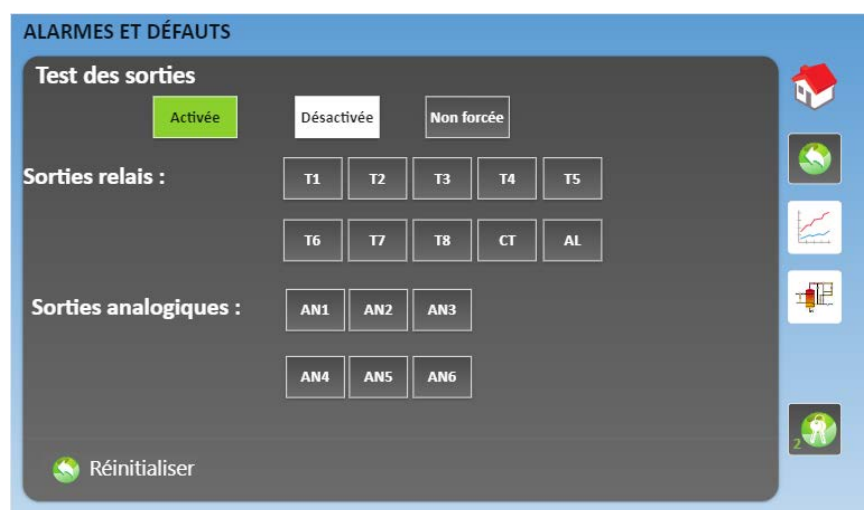 ALARMES ET DÉFAUTS
Test des sorties
Activée Désactivée Non forcée
Sorties relais : T1 T2 T3 T4 T5
T6 T7 T8 CT AL
Sorties analogiques : AN1 AN2 AN3
AN4 AN5 AN6
2
Réinitialiser